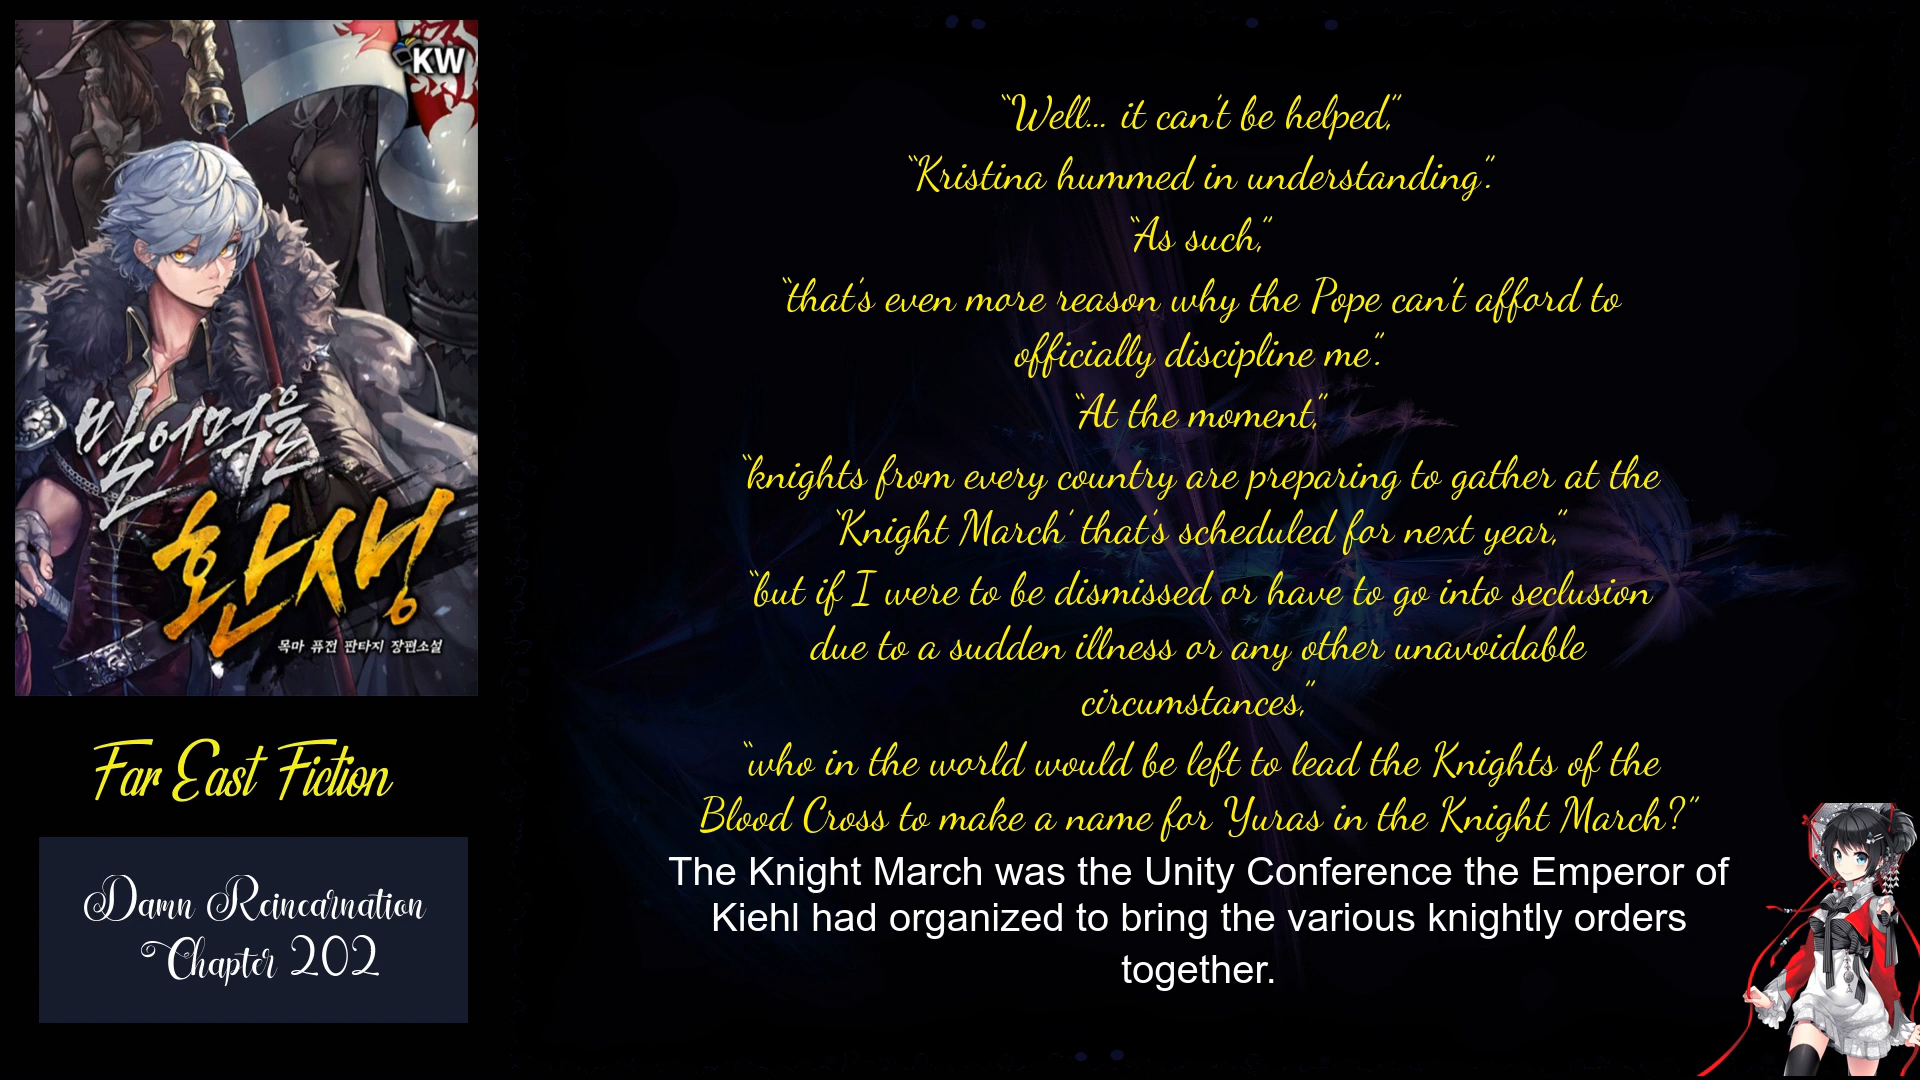 KW
빌어먹을
환생
목마 퓨전 판타지 장편소설
Far East Fiction
Damn Reincarnation
Chapter 202
“Well... it can’t be helped,”
“Kristina hummed in understanding”.
“As such,”
“that’s even more reason why the Pope can’t afford to
officially discipline me”.
“At the moment,”
“knights from every country are preparing to gather at the
‘Knight March’ that’s scheduled for next year,”
“but if I were to be dismissed or have to go into seclusion
due to a sudden illness or any other unavoidable
circumstances,”
“who in the world would be left to lead the Knights of the
Blood Cross to make a name for Yuras in the Knight March?”
The Knight March was the Unity Conference the Emperor of
Kiehl had organized to bring the various knightly orders
together.